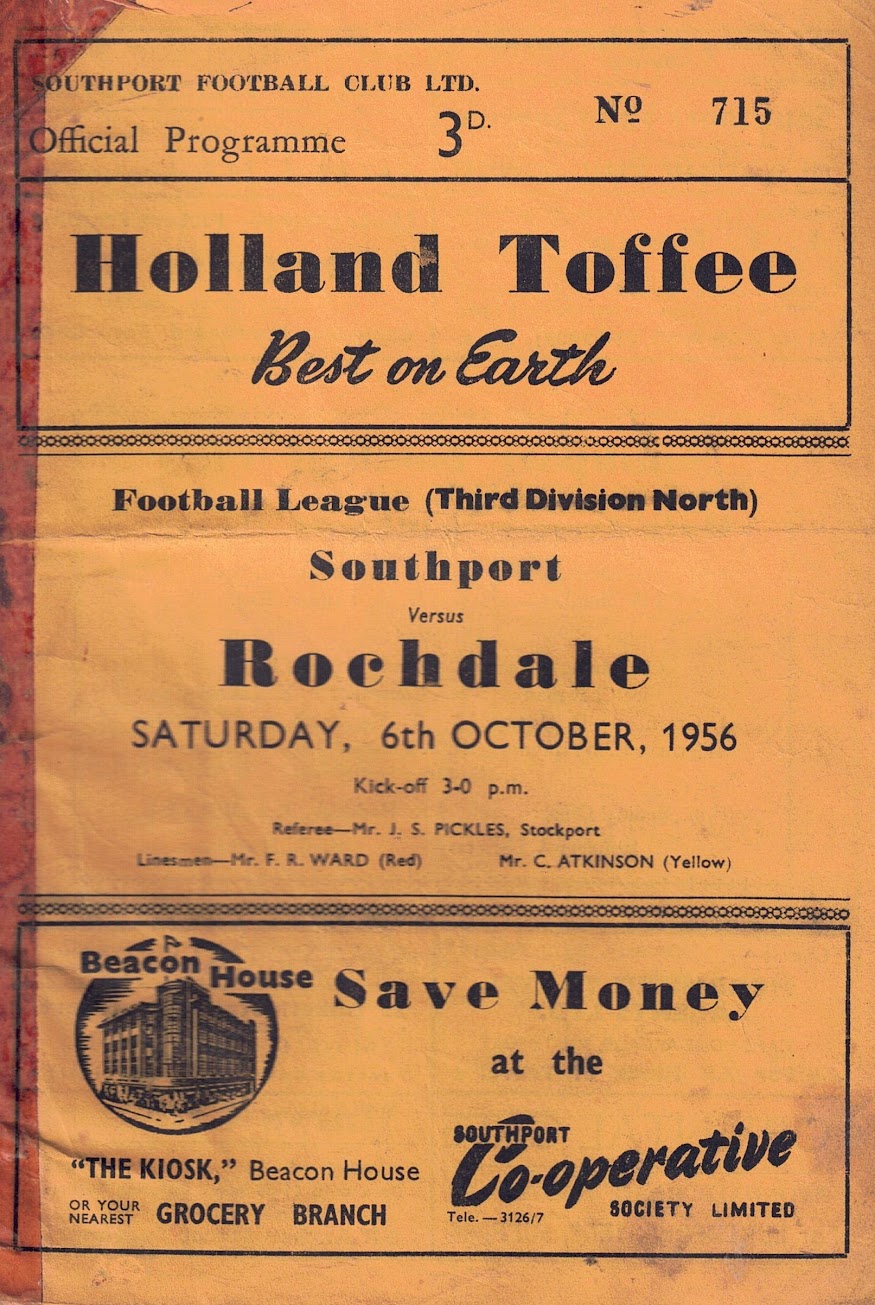 SOUTHPORT FOOTBALL CLUB LTD.
Official Programme 3D. No 715
Holland Toffee
Best on Earth
Football League (Third Division North)
Southport
Versus
Rochdale
SATURDAY, 6th OCTOBER, 1956
Kick-off 3-0 p.m.
Referee—Mr. J. S. PICKLES, Stockport
Linesmen—Mr. F. R. WARD (Red) Mr. C. ATKINSON (Yellow)
Beacon House
Save Money
at the
SOUTHPORT
Co-operative
SOCIETY LIMITED
Tele.—3126/7
"THE KIOSK," Beacon House
OR YOUR NEAREST GROCERY BRANCH